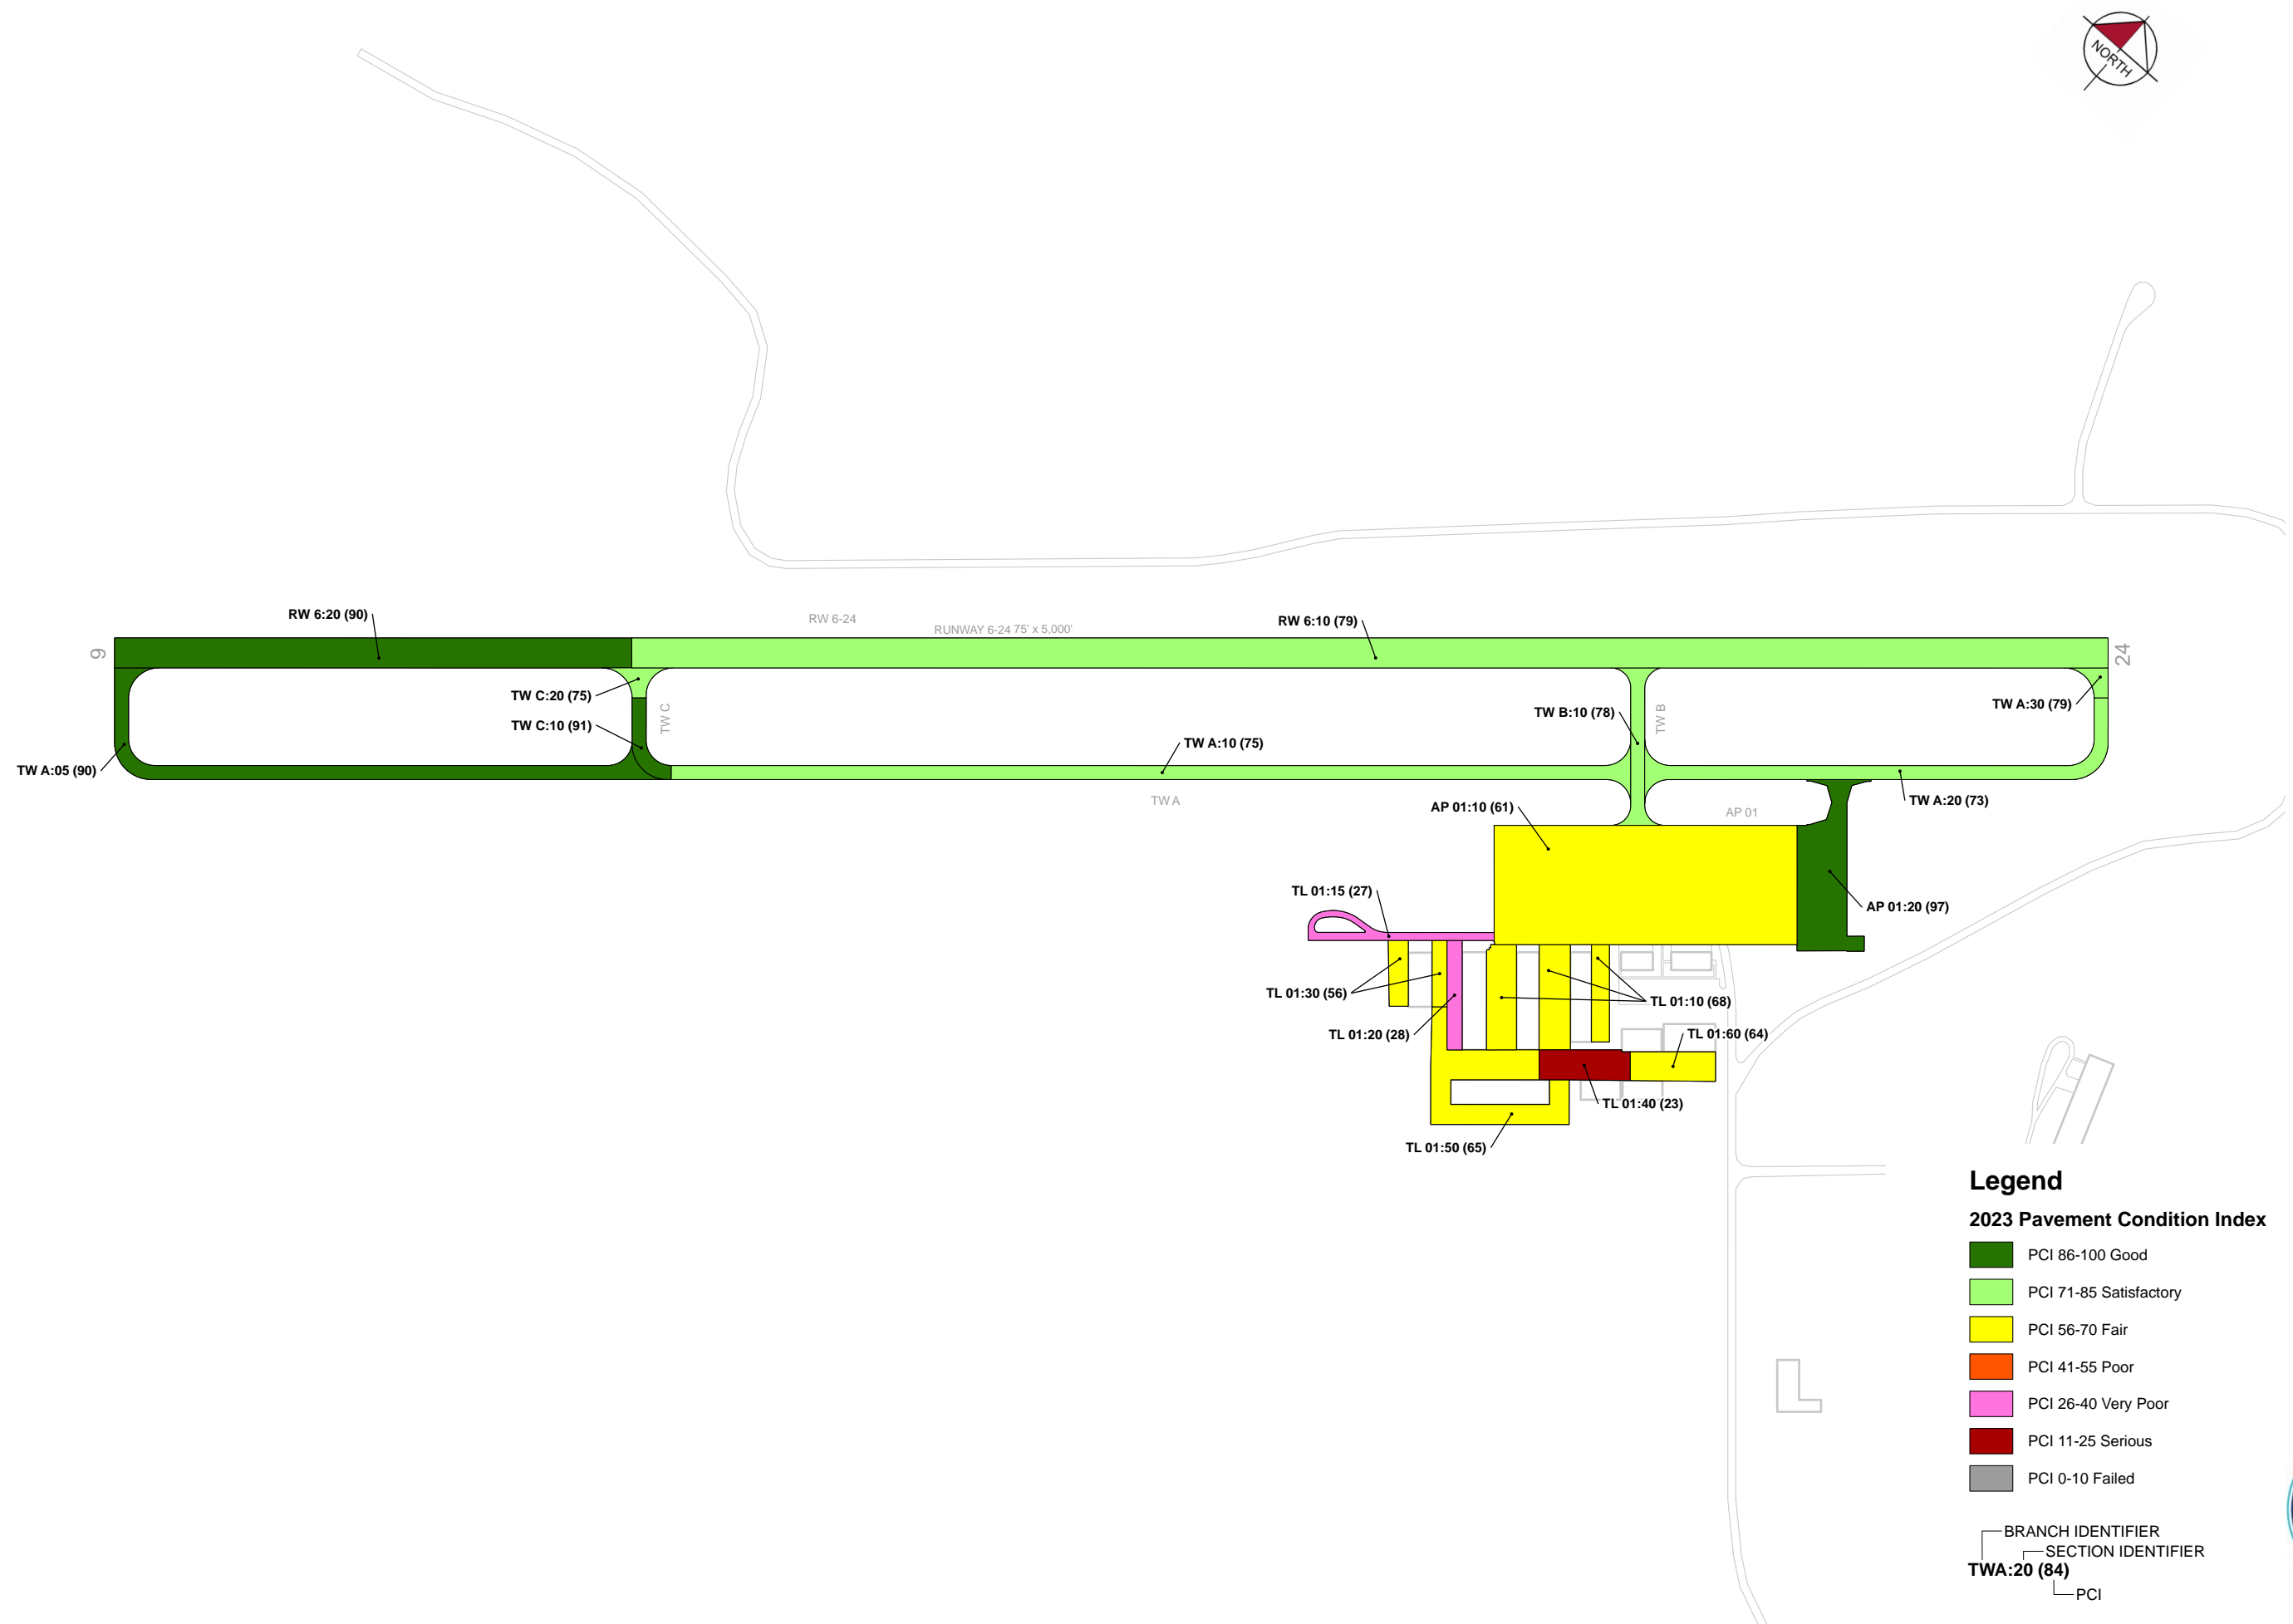 NORTH
RW 6:20 (90)
RW 6-24
RUNWAY 6-24 75' x 5,000'
RW 6:10 (79)
6
24
TW C:20 (75)
TW C
TW C:10 (91)
TW B:10 (78)
TW B
TW A:30 (79)
TW A:05 (90)
TW A:10 (75)
TW A
TW A:20 (73)
AP 01:10 (61)
AP 01
TL 01:15 (27)
AP 01:20 (97)
TL 01:30 (56)
TL 01:10 (68)
TL 01:20 (28)
TL 01:60 (64)
TL 01:40 (23)
TL 01:50 (65)
Legend
2023 Pavement Condition Index
PCI 86-100 Good
PCI 71-85 Satisfactory
PCI 56-70 Fair
PCI 41-55 Poor
PCI 26-40 Very Poor
PCI 11-25 Serious
PCI 0-10 Failed
BRANCH IDENTIFIER
SECTION IDENTIFIER
TWA:20 (84)
PCI